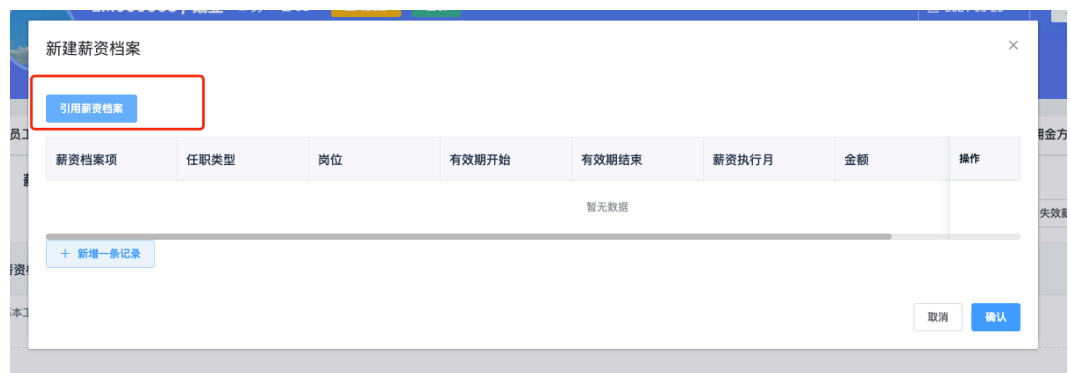 新建薪资档案
引用薪资档案
薪资档案项 任职类型 岗位 有效期开始 有效期结束 薪资执行月 金额 操作
暂无数据
+ 新增一条记录
取消 确认